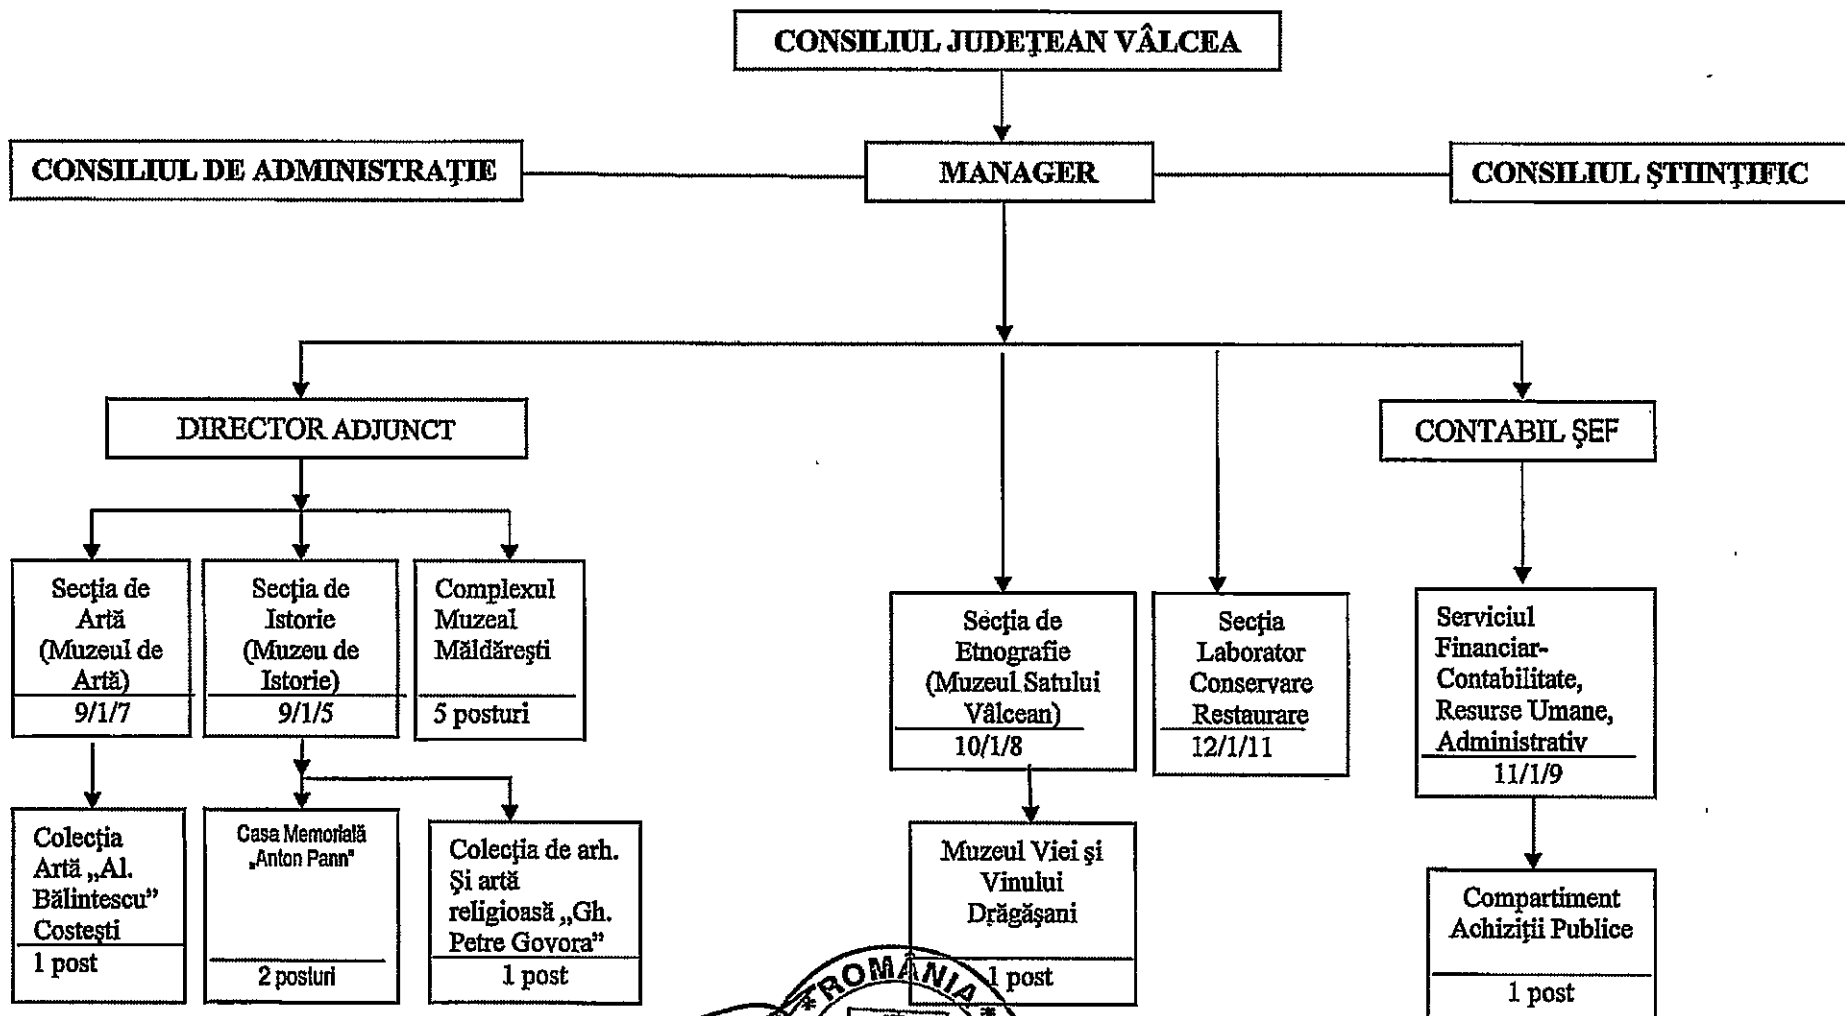 CONSILIUL JUDEŢEAN VÂLCEA
CONSILIUL DE ADMINISTRAŢIE
MANAGER
CONSILIUL ŞTIINŢIFIC
DIRECTOR ADJUNCT
CONTABIL ŞEF
Secţia de
Artă
(Muzeul de
Artă)
9/1/7
Secţia de
Istorie
(Muzeu de
Istorie)
9/1/5
Complexul
Muzeal
Măldăreşti
5 posturi
Secţia de
Etnografie
(Muzeul Satului
Vâlcean)
10/1/8
Secţia
Laborator
Conservare
Restaurare
12/1/11
Serviciul
Financiar-
Contabilitate,
Resurse Umane,
Administrativ
11/1/9
Colecţia
Artă „Al.
Bălintescu”
Costeşti
1 post
Casa Memorială
„Anton Pann"
2 posturi
Colecţia de arh.
Şi artă
religioasă „Gh.
Petre Govora”
1 post
Muzeul Viei şi
Vinului
Drăgăşani
1 post
Compartiment
Achiziţii Publice
1 post
* ROMÂNIA *